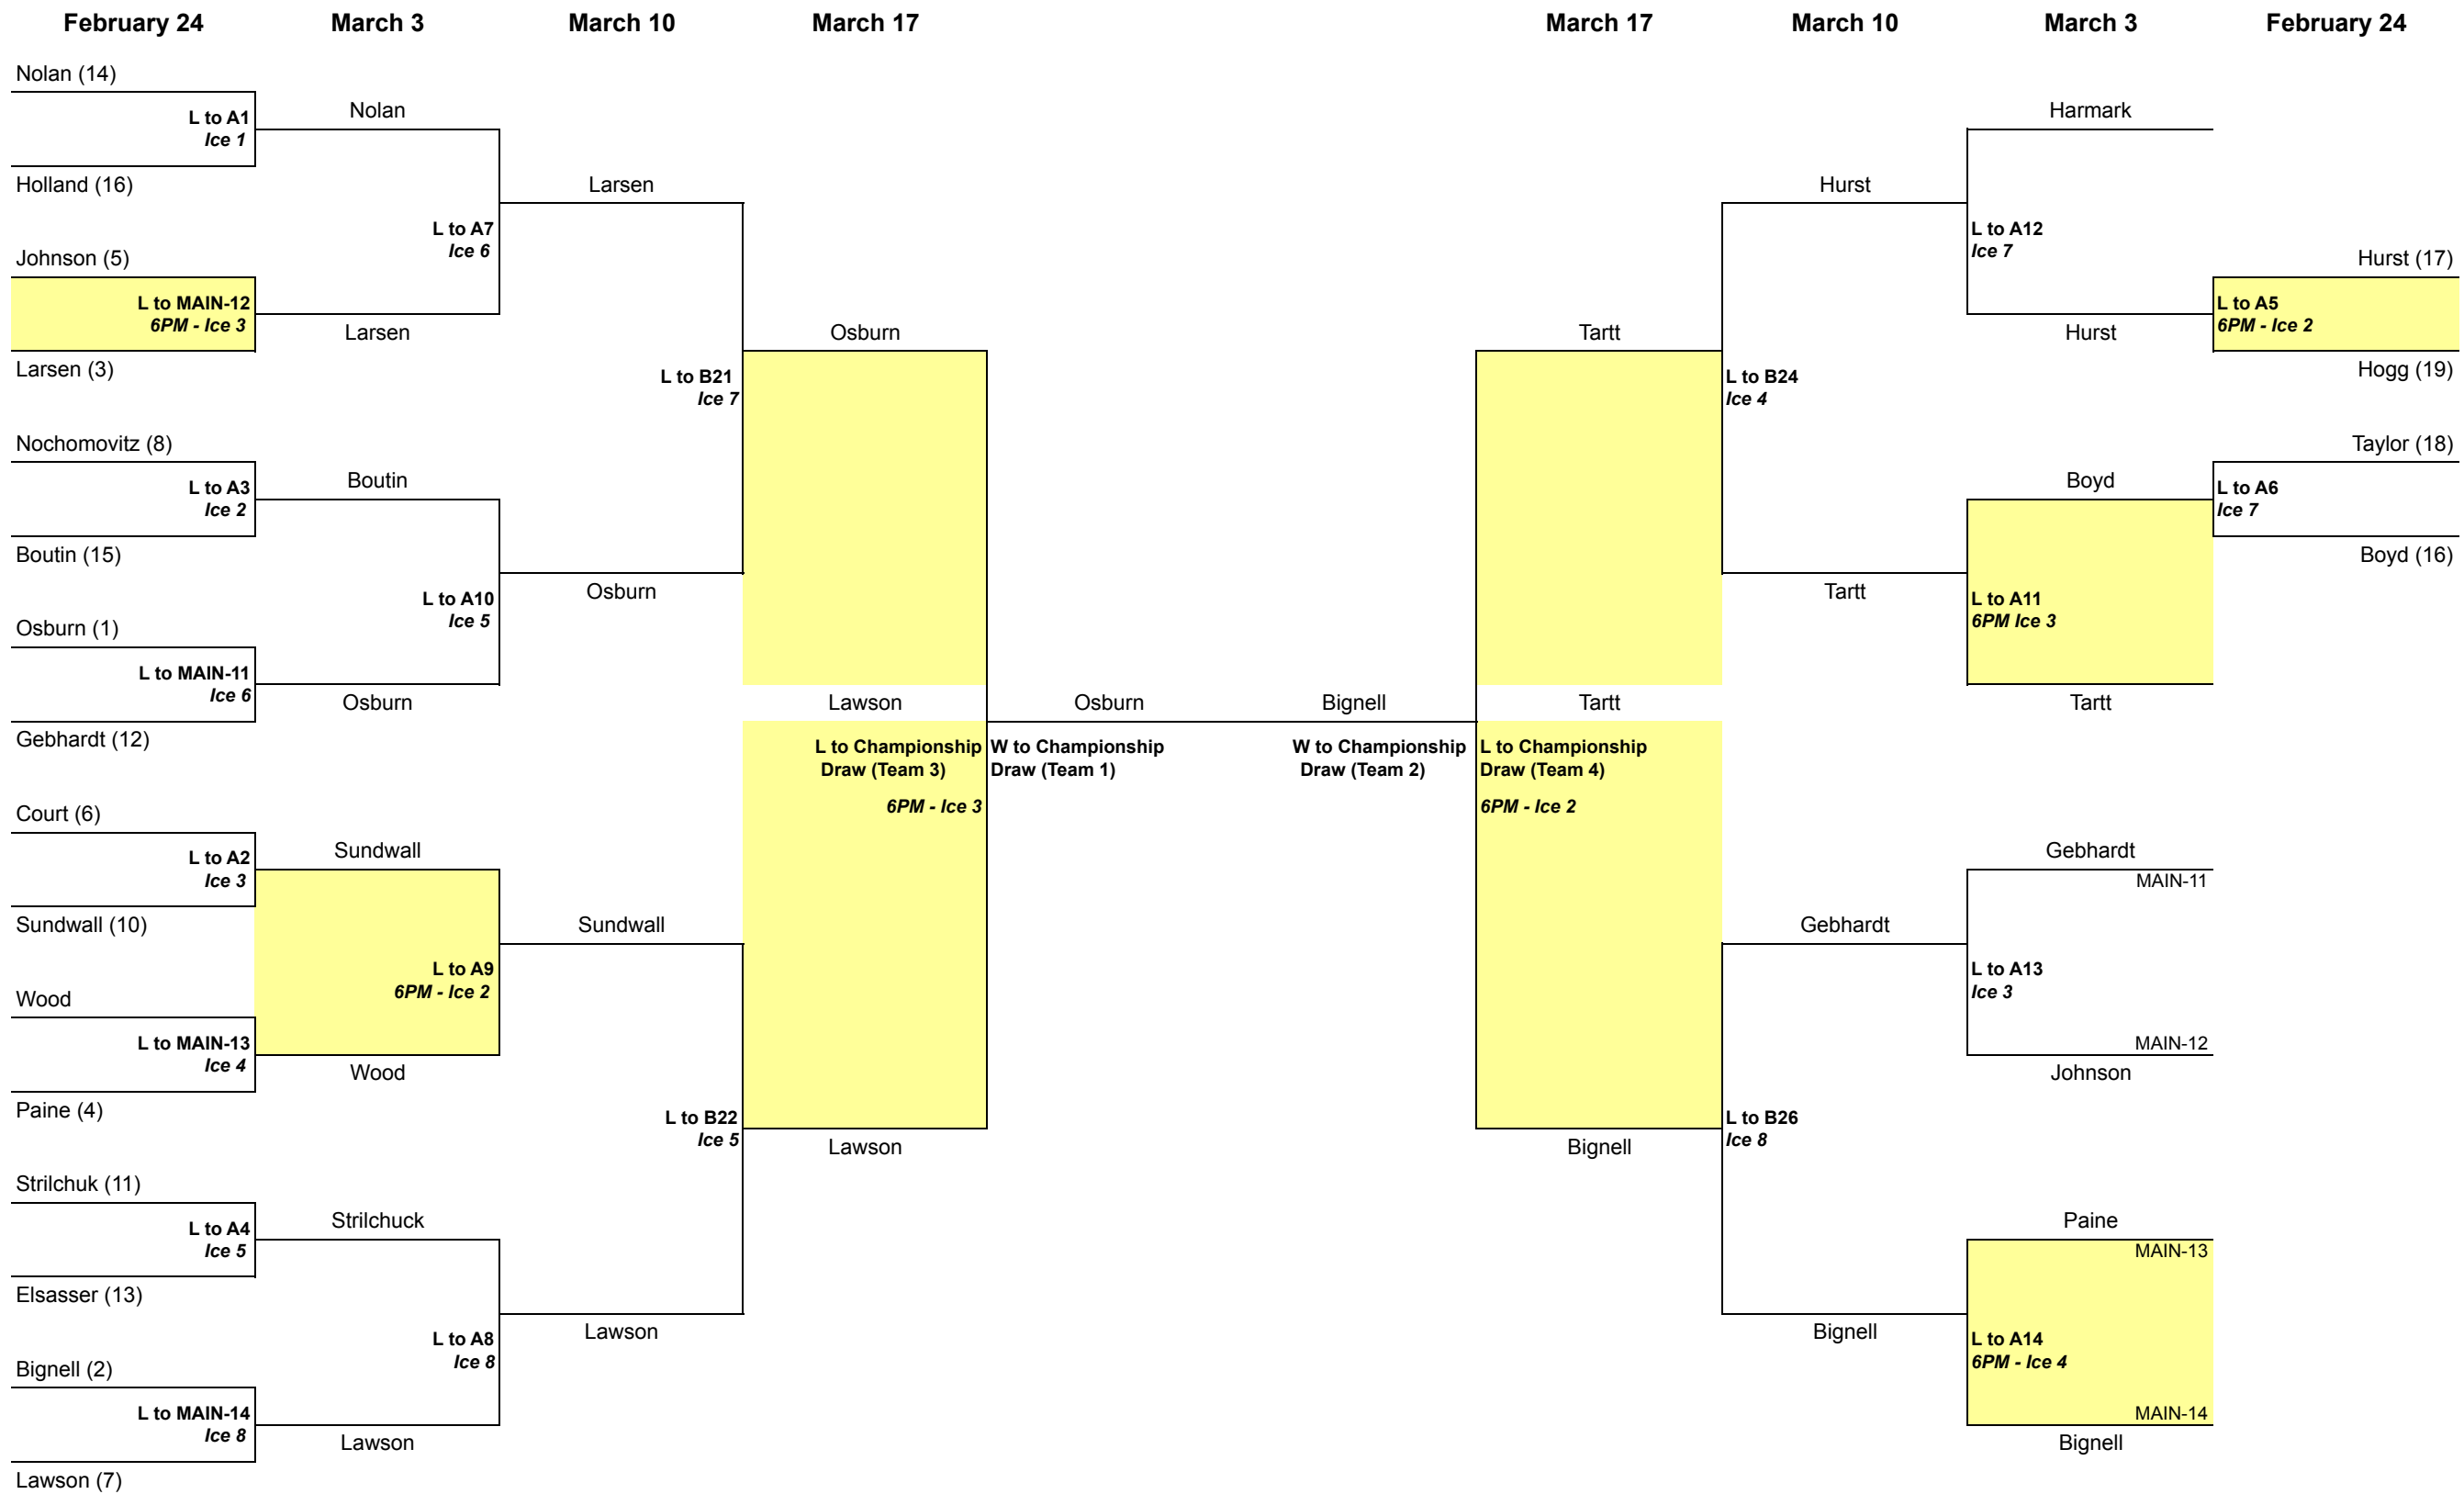 February 24
March 3
March 10
March 17
March 17
March 10
March 3
February 24
Nolan (14)
L to A1
Ice 1
Holland (16)
Johnson (5)
L to MAIN-12
6PM - Ice 3
Larsen (3)
Nochomovitz (8)
L to A3
Ice 2
Boutin (15)
Osburn (1)
L to MAIN-11
Ice 6
Gebhardt (12)
Court (6)
L to A2
Ice 3
Sundwall (10)
Wood
L to MAIN-13
Ice 4
Paine (4)
Strilchuk (11)
L to A4
Ice 5
Elsasser (13)
Bignell (2)
L to MAIN-14
Ice 8
Lawson (7)
Nolan
L to A7
Ice 6
Larsen
Boutin
L to A10
Ice 5
Osburn
Sundwall
L to A9
6PM - Ice 2
Wood
Strilchuck
L to A8
Ice 8
Lawson
Larsen
L to B21
Ice 7
Osburn
Sundwall
L to B22
Ice 5
Lawson
Osburn
Lawson
L to Championship
Draw (Team 3)
6PM - Ice 3
Lawson
Osburn
W to Championship
Draw (Team 1)
Bignell
W to Championship
Draw (Team 2)
Tartt
Tartt
L to Championship
Draw (Team 4)
6PM - Ice 2
Bignell
Hurst
L to B24
Ice 4
Tartt
Gebhardt
L to B26
Ice 8
Bignell
Harmark
L to A12
Ice 7
Hurst
Boyd
L to A11
6PM Ice 3
Tartt
Gebhardt
MAIN-11
L to A13
Ice 3
MAIN-12
Johnson
Paine
MAIN-13
L to A14
6PM - Ice 4
MAIN-14
Bignell
Hurst (17)
L to A5
6PM - Ice 2
Hogg (19)
Taylor (18)
L to A6
Ice 7
Boyd (16)